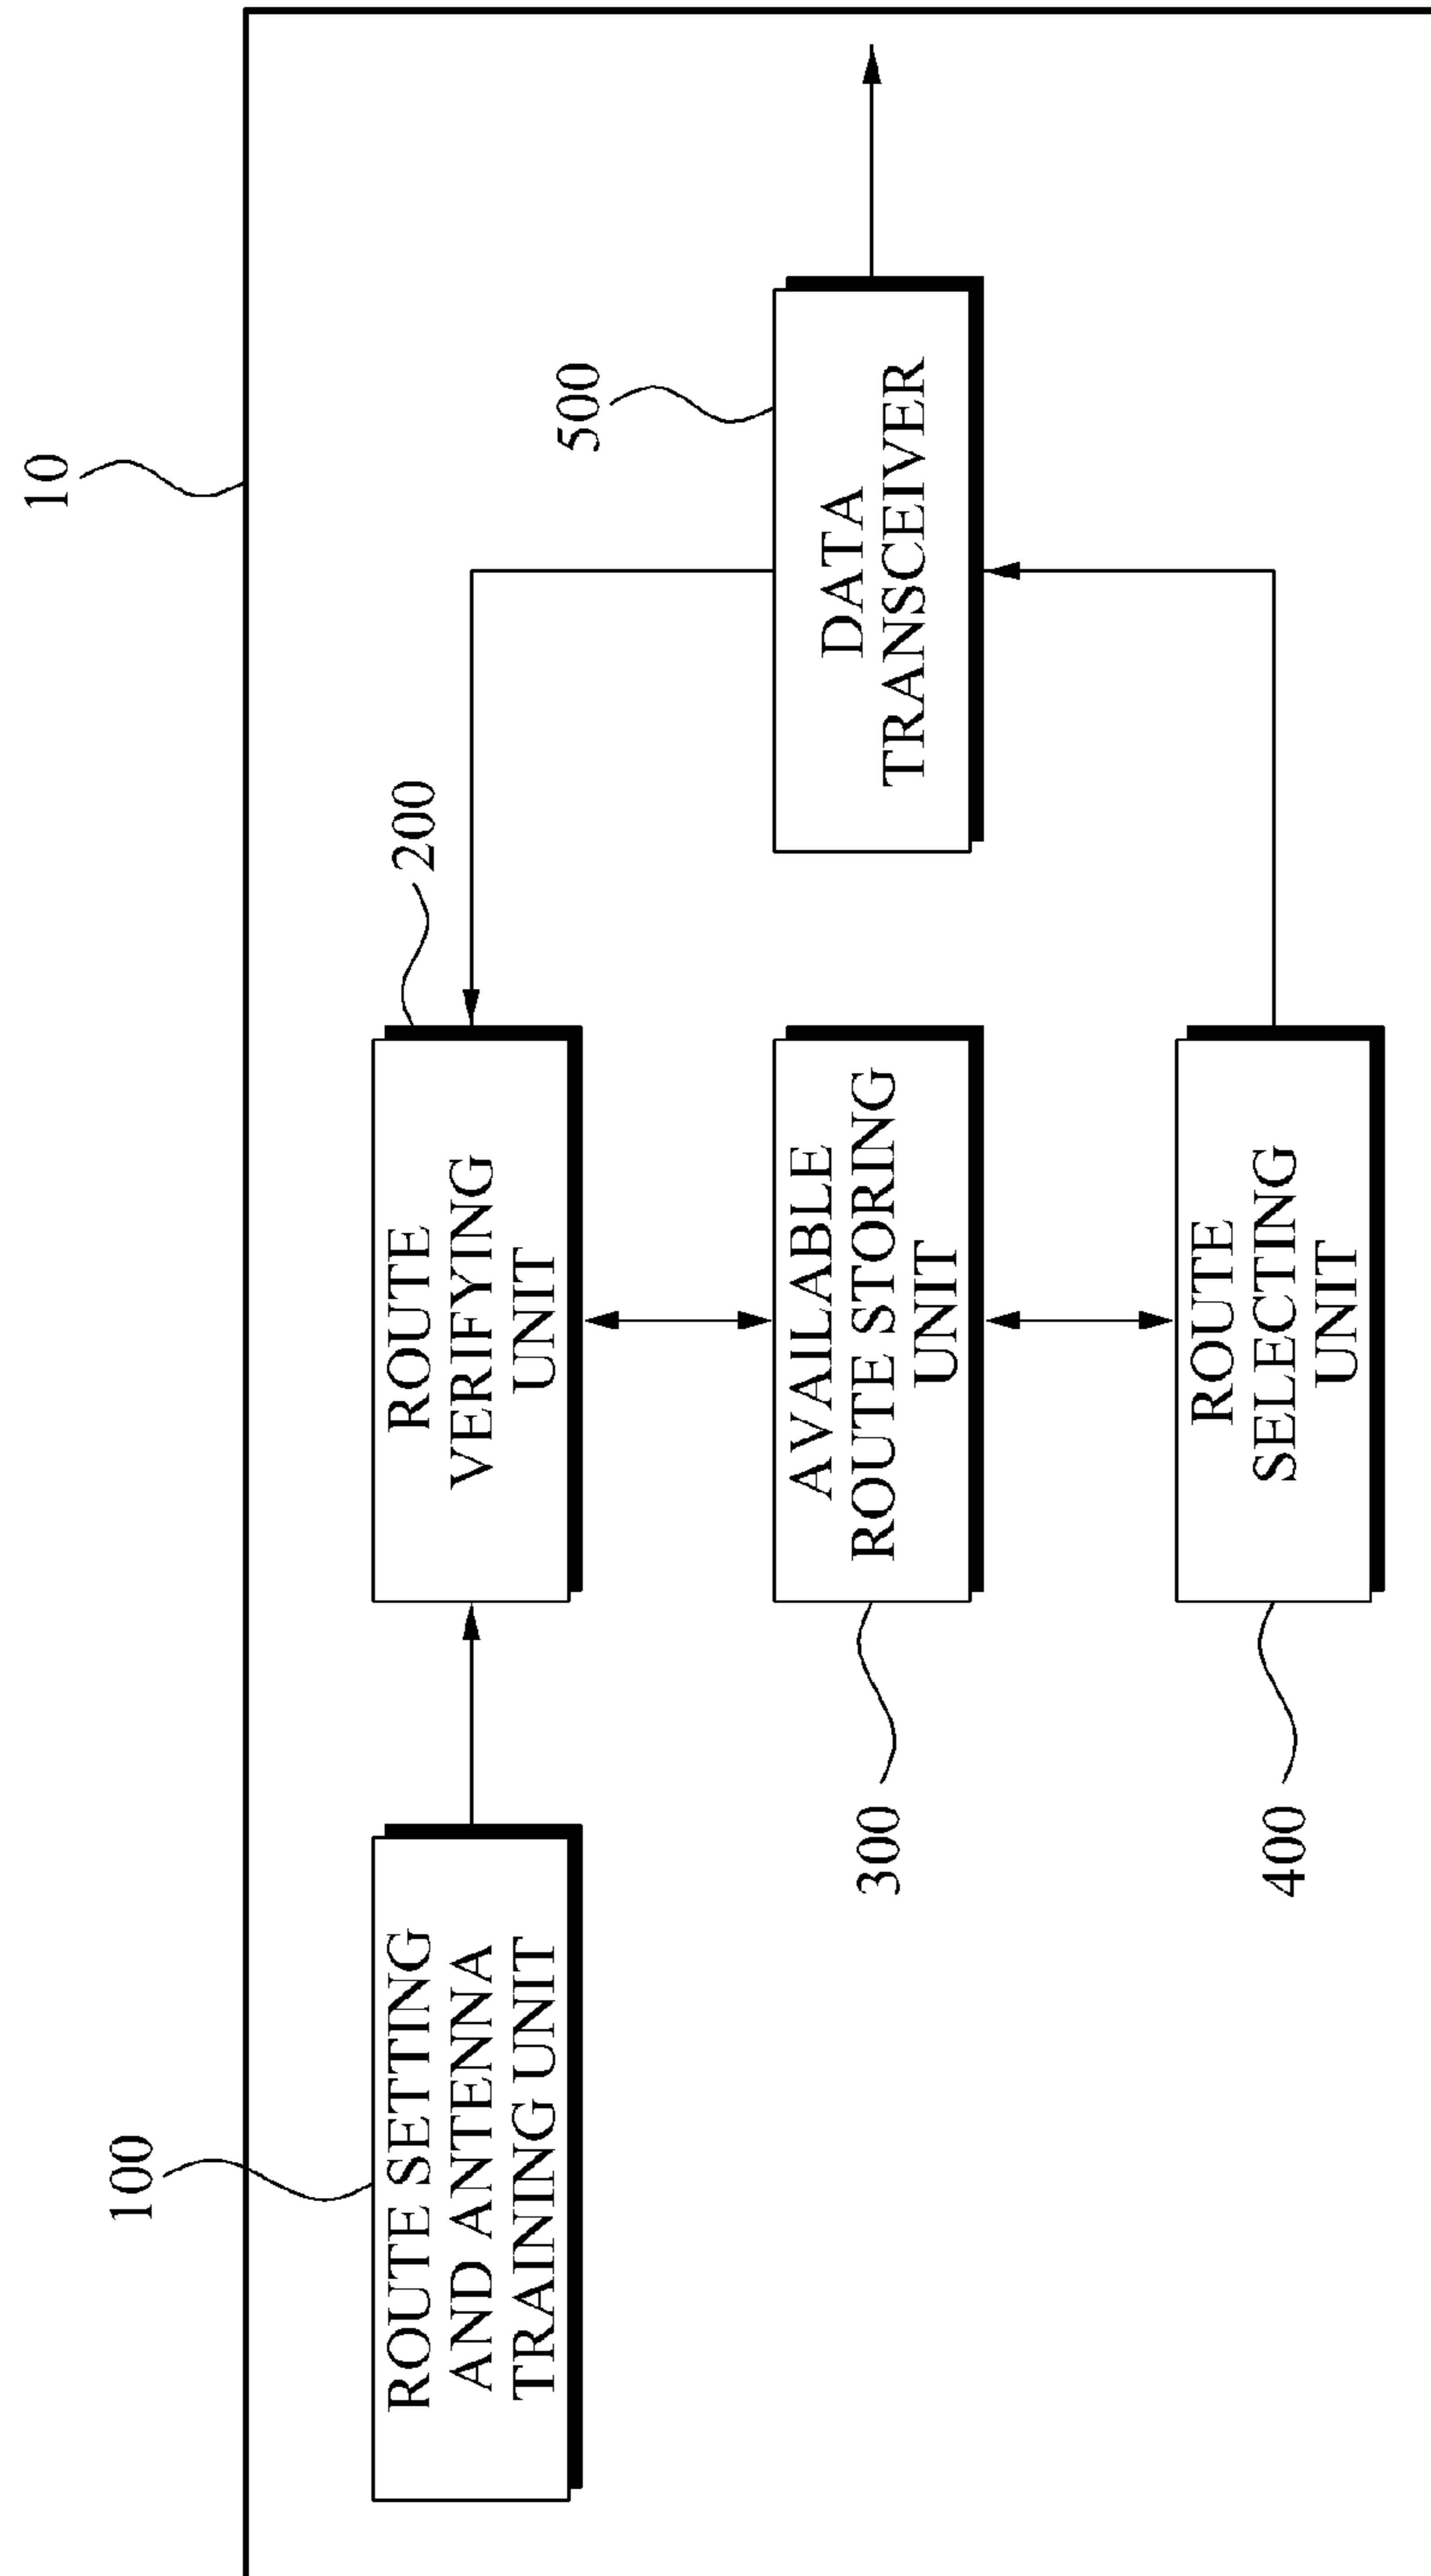 10
100
ROUTE SETTING
AND ANTENNA
TRAINING UNIT
200
ROUTE
VERIFYING
UNIT
500
DATA
TRANSCEIVER
AVAILABLE
ROUTE STORING
UNIT
300
ROUTE
SELECTING
UNIT
400